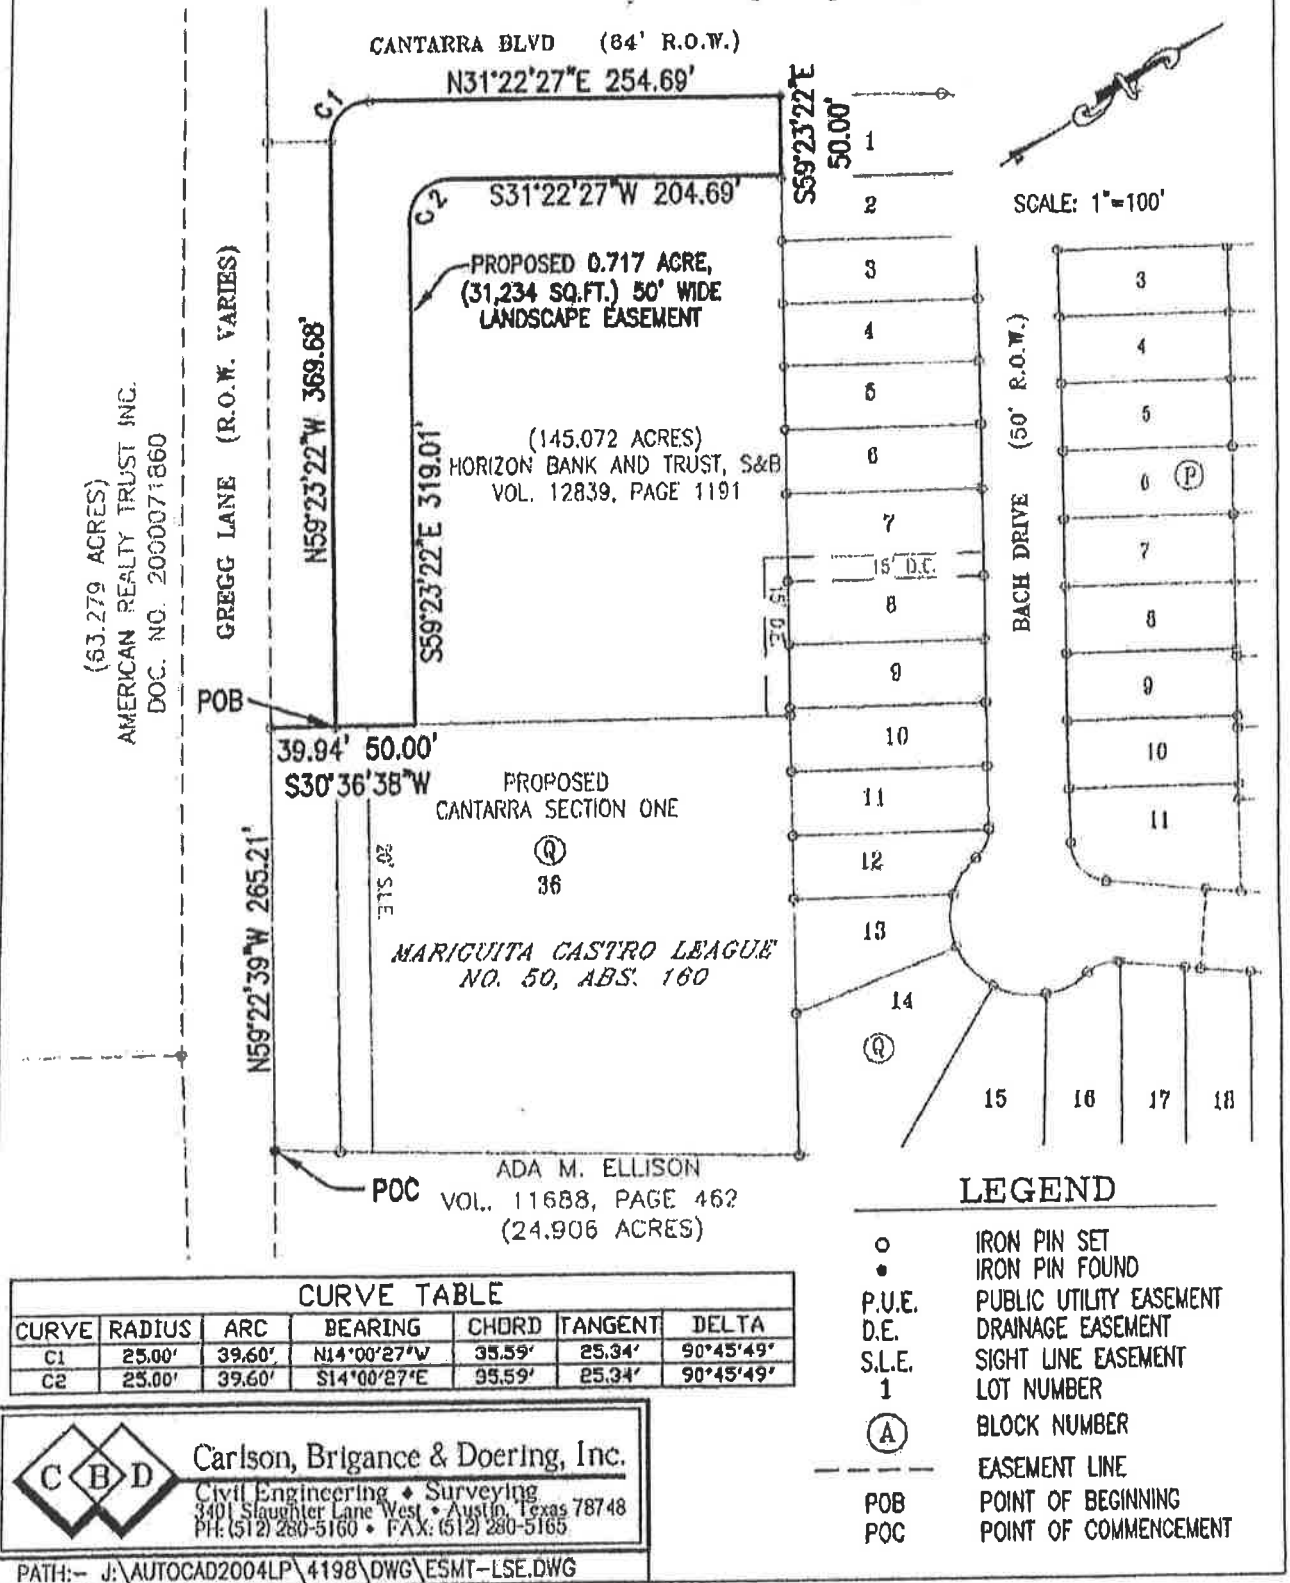 CANTARRA BLVD (64' R.O.W.)
N31°22'27"E 254.69'
C1
S59°23'22"E
50.00'
S31°22'27"W 204.69'
C2
SCALE: 1"=100'
PROPOSED 0.717 ACRE,
(31,234 SQ.FT.) 50' WIDE
LANDSCAPE EASEMENT
N59°23'22"W 369.68'
S59°23'22"E 319.01'
GREGG LANE (R.O.W. VARIES)
(63.279 ACRES)
AMERICAN REALTY TRUST INC.
DOC. NO. 2000071860
(145.072 ACRES)
HORIZON BANK AND TRUST, S&B
VOL. 12839, PAGE 1191
1
2
3
4
5
6
7
15' D.E.
15' D.E.
8
9
10
11
12
13
14
Q
15
16
17
18
BACH DRIVE (50' R.O.W.)
3
4
5
6
P
7
8
9
10
11
POB
39.94' 50.00'
S30°36'38"W
PROPOSED
CANTARRA SECTION ONE
Q
36
20' S.L.E.
N59°22'39"W 265.21'
MARIGUITA CASTRO LEAGUE
NO. 50, ABS. 160
POC
ADA M. ELLISON
VOL. 11688, PAGE 462
(24.906 ACRES)
LEGEND
IRON PIN SET
IRON PIN FOUND
P.U.E. PUBLIC UTILITY EASEMENT
D.E. DRAINAGE EASEMENT
S.L.E. SIGHT LINE EASEMENT
1 LOT NUMBER
A BLOCK NUMBER
EASEMENT LINE
POB POINT OF BEGINNING
POC POINT OF COMMENCEMENT
CURVE TABLE
CURVE RADIUS ARC BEARING CHORD TANGENT DELTA
C1 25.00' 39.60' N14°00'27"W 35.59' 25.34' 90°45'49"
C2 25.00' 39.60' S14°00'27"E 35.59' 25.34' 90°45'49"
C B D
Carlson, Brigance & Doering, Inc.
Civil Engineering ♦ Surveying
3401 Slaughter Lane West • Austin, Texas 78748
PH: (512) 280-5160 • FAX: (512) 280-5165
PATH:- J:\AUTOCAD2004LP\4198\DWG\ESMT-LSE.DWG